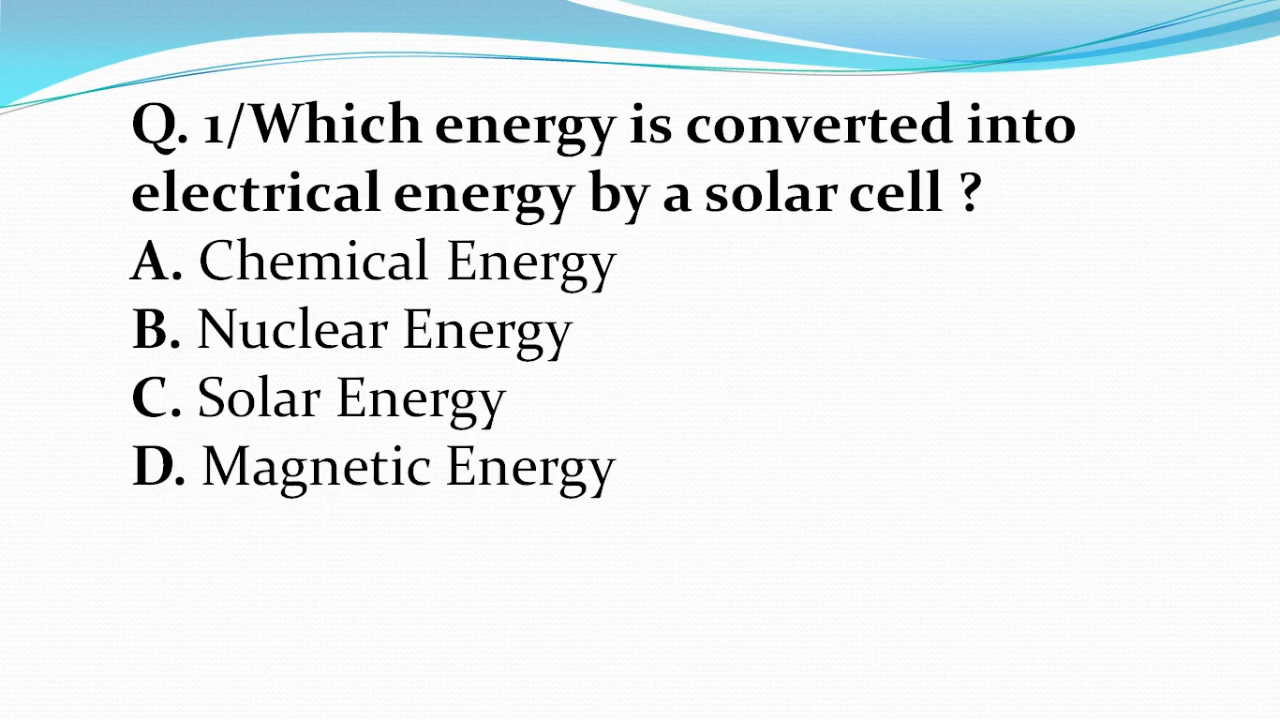 Q. 1/Which energy is converted into
electrical energy by a solar cell ?
A. Chemical Energy
B. Nuclear Energy
C. Solar Energy
D. Magnetic Energy